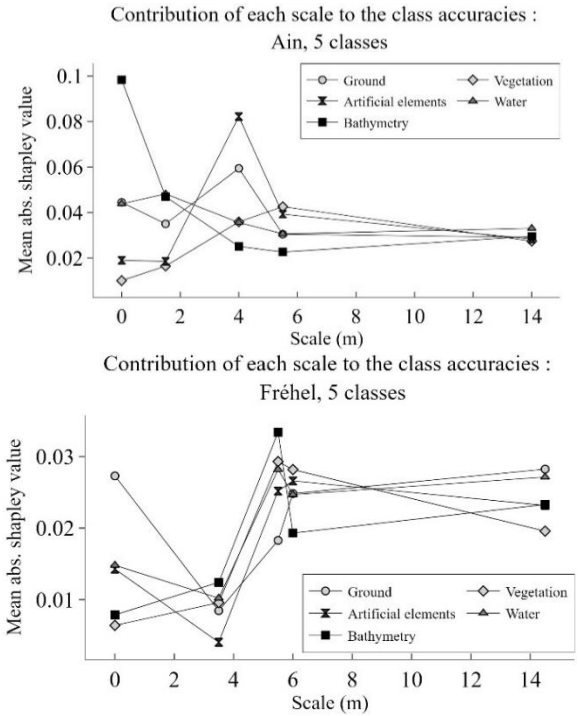 Contribution of each scale to the class accuracies :
Ain, 5 classes
Mean abs. shapley value
0.1
0.08
0.06
0.04
0.02
Ground
Vegetation
Artificial elements
Water
Bathymetry
0 2 4 6 8 10 12 14
Scale (m)
Contribution of each scale to the class accuracies :
Fréhel, 5 classes
Mean abs. shapley value
0.03
0.02
0.01
Ground
Vegetation
Artificial elements
Water
Bathymetry
0 2 4 6 8 10 12 14
Scale (m)